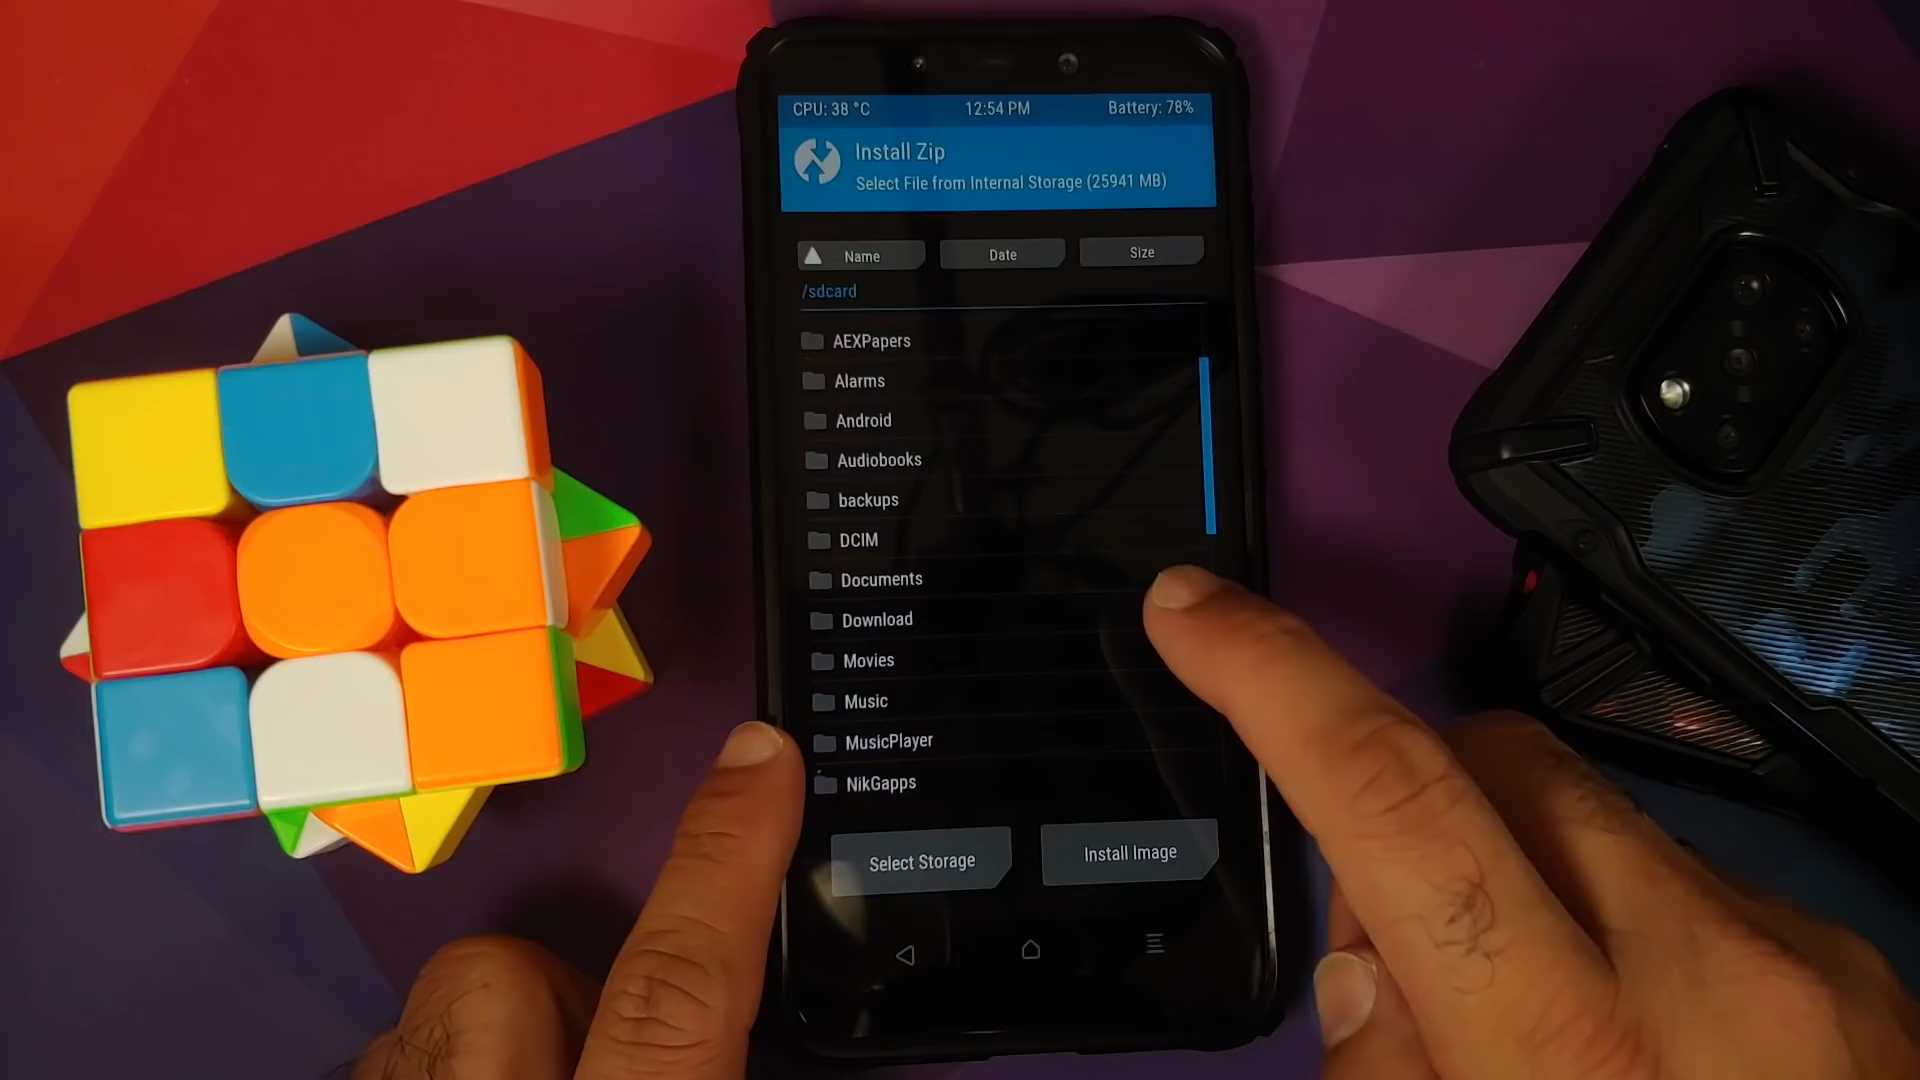 CPU: 38 °C 12:54 PM Battery: 78%
Install Zip
Select File from Internal Storage (25941 MB)
Name Date Size
/sdcard
AEXPapers
Alarms
Android
Audiobooks
backups
DCIM
Documents
Download
Movies
Music
MusicPlayer
NikGapps
Select Storage Install Image